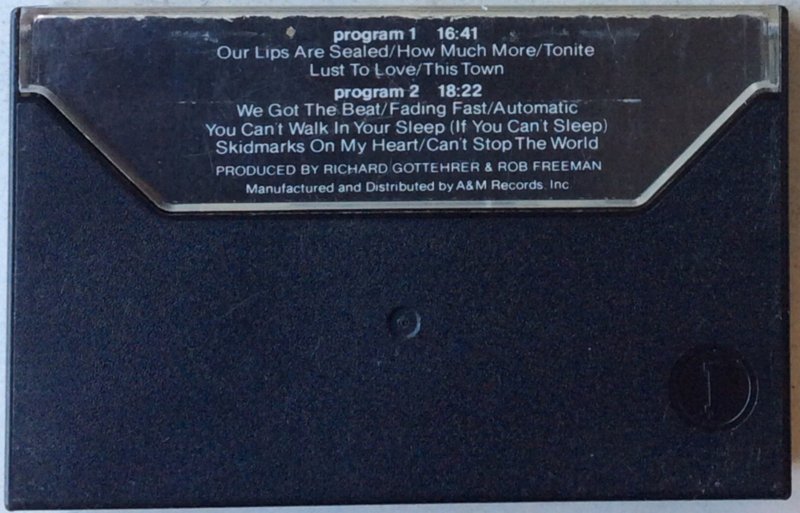 program 1 16:41
Our Lips Are Sealed/How Much More/Tonite
Lust To Love/This Town
program 2 18:22
We Got The Beat/Fading Fast/Automatic
You Can't Walk In Your Sleep (If You Can't Sleep)
Skidmarks On My Heart/Can't Stop The World
PRODUCED BY RICHARD GOTTEHRER & ROB FREEMAN
Manufactured and Distributed by A&M Records, Inc